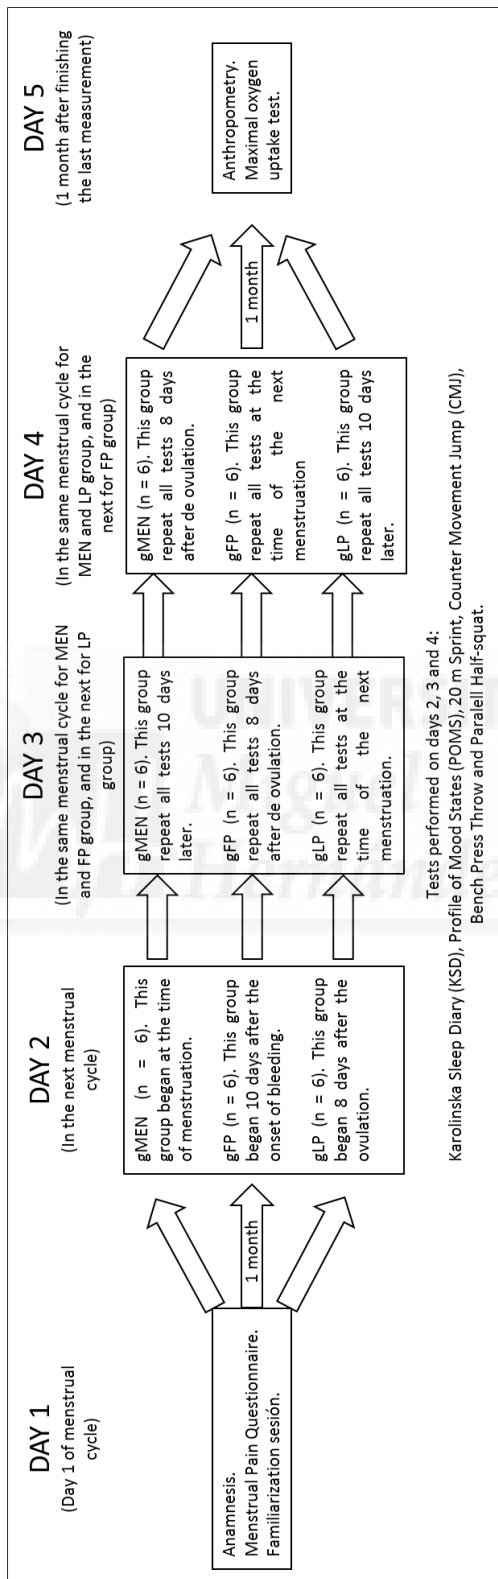 DAY 1
(Day 1 of menstrual
cycle)
Anamnesis.
Menstrual Pain Questionnaire.
Familiarization sesión.
1 month
DAY 2
(In the next menstrual
cycle)
gMEN (n = 6). This
group began at the time
of menstruation.
gFP (n = 6). This group
began 10 days after the
onset of bleeding.
gLP (n = 6). This group
began 8 days after the
ovulation.
DAY 3
(In the same menstrual cycle for MEN
and FP group, and in the next for LP
group)
gMEN (n = 6). This group
repeat all tests 10 days
later.
gFP (n = 6). This group
repeat all tests 8 days
after de ovulation.
gLP (n = 6). This group
repeat all tests at the
time of the next
menstruation.
DAY 4
(In the same menstrual cycle for
MEN and LP group, and in the
next for FP group)
gMEN (n = 6). This group
repeat all tests 8 days
after de ovulation.
gFP (n = 6). This group
repeat all tests at the
time of the next
menstruation
gLP (n = 6). This group
repeat all tests 10 days
later.
1 month
DAY 5
(1 month after finishing
the last measurement)
Anthropometry.
Maximal oxygen
uptake test.
Tests performed on days 2, 3 and 4:
Karolinska Sleep Diary (KSD), Profile of Mood States (POMS), 20 m Sprint, Counter Movement Jump (CMJ),
Bench Press Throw and Paralell Half-squat.
UNIVERS
Miguel
Hernánde